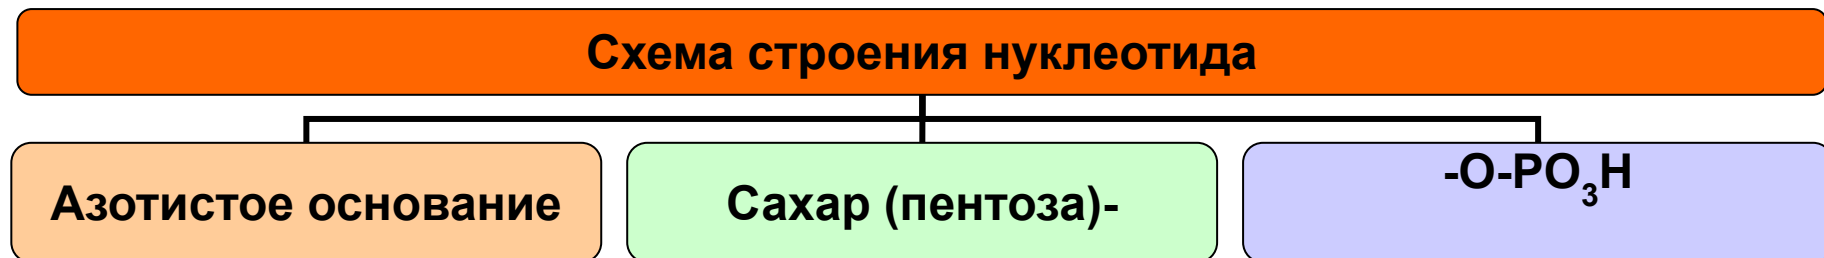 Схема строения нуклеотида
Азотистое основание
Сахар (пентоза)-
-O-PO₃H